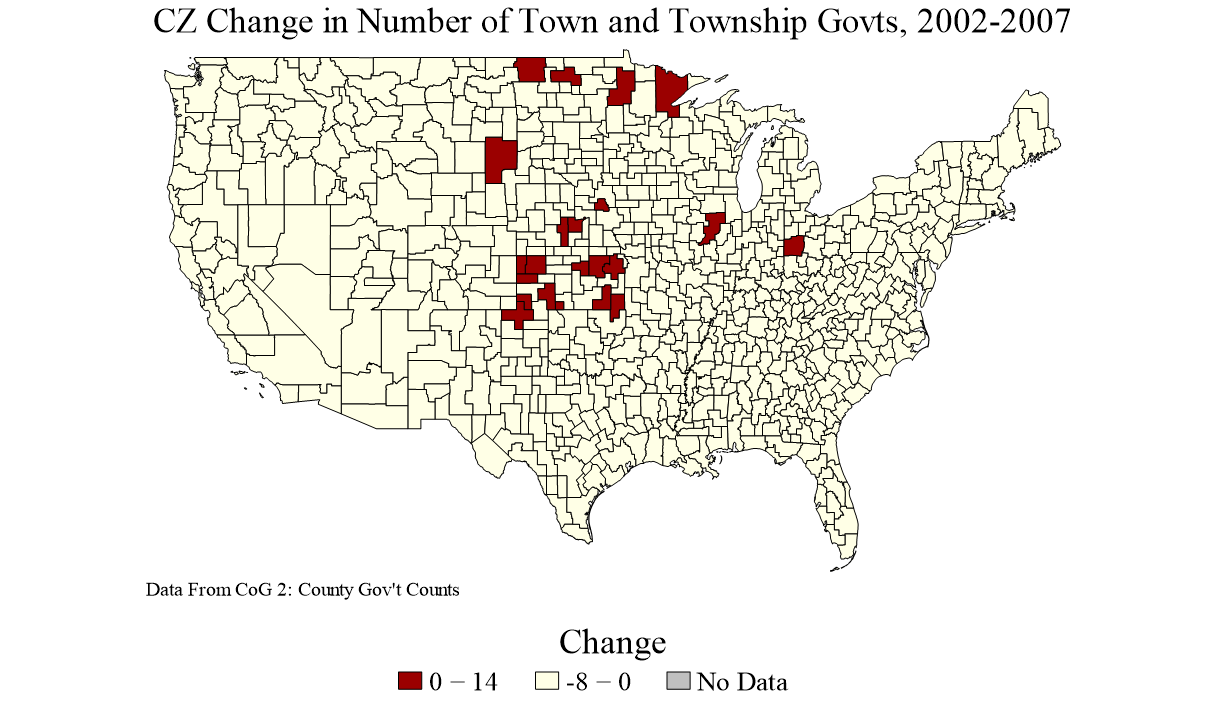 CZ Change in Number of Town and Township Govts, 2002-2007
Data From CoG 2: County Gov't Counts
Change
0 − 14 -8 − 0 No Data